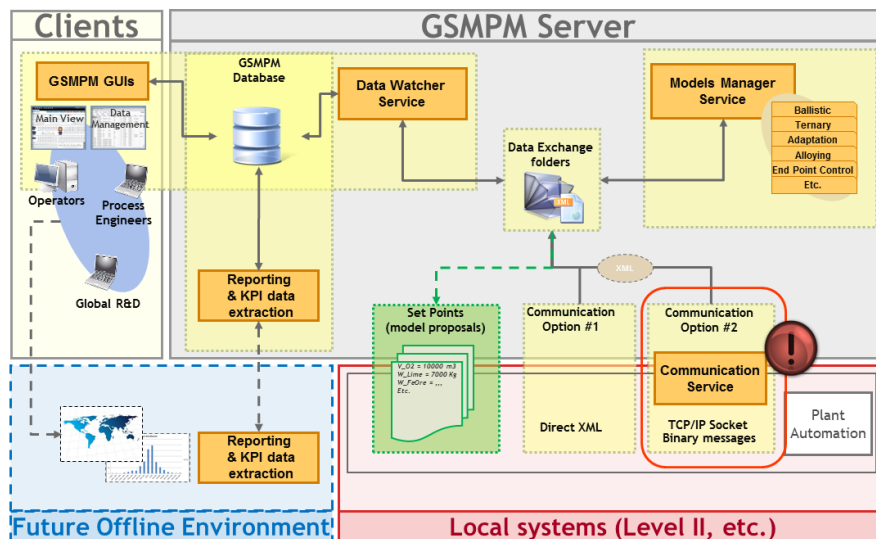 Clients
GSMPM Server
GSMPM GUIs
GSMPM
Database
Data Watcher
Service
Models Manager
Service
Main View
Data
Management
Ballistic
Ternary
Adaptation
Alloying
End Point Control
Etc.
Data Exchange
folders
XML
Operators
Process
Engineers
Global R&D
XML
Reporting
& KPI data
extraction
Set Points
(model proposals)
V_O2 = 10000 m3
W_Lime = 7000 Kg
W_FeOre = ,,,
Etc.
Communication
Option #1
Direct XML
Communication
Option #2
Communication
Service
TCP/IP Socket
Binary messages
Plant
Automation
Reporting
& KPI data
extraction
Future Offline Environment
Local systems (Level II, etc.)